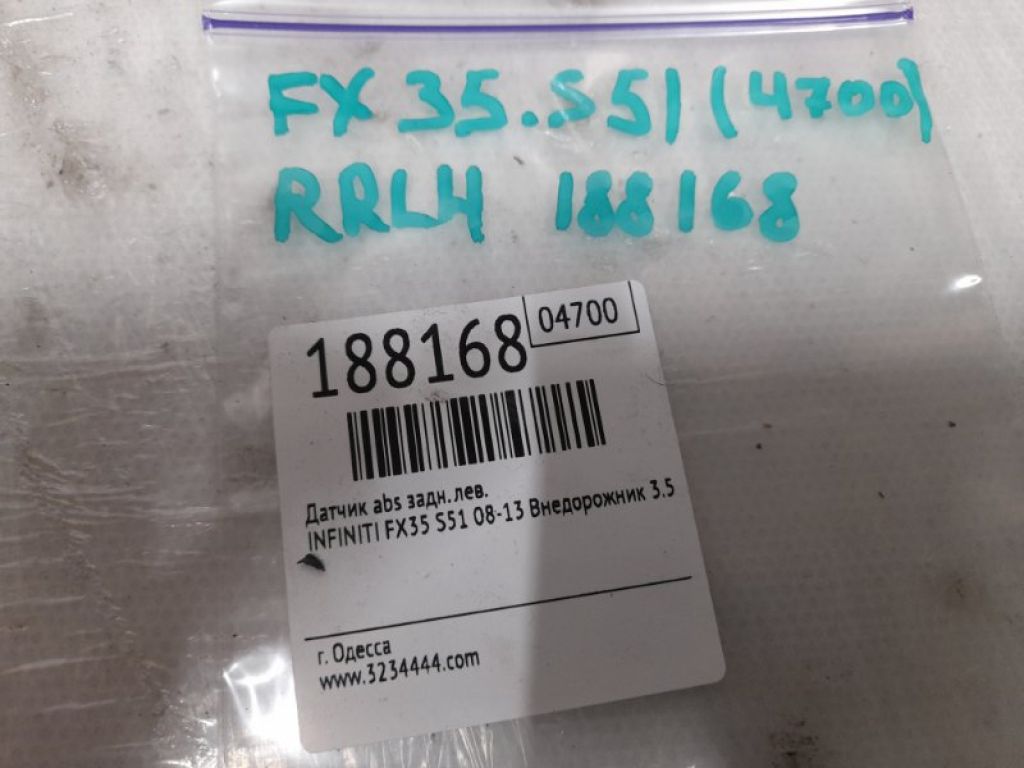 FX 35.S51 (4700)
RRLH 188168
188168 04700
Датчик abs задн.лев.
INFINITI FX35 S51 08-13 Внедорожник 3.5
г. Одесса
www.3234444.com